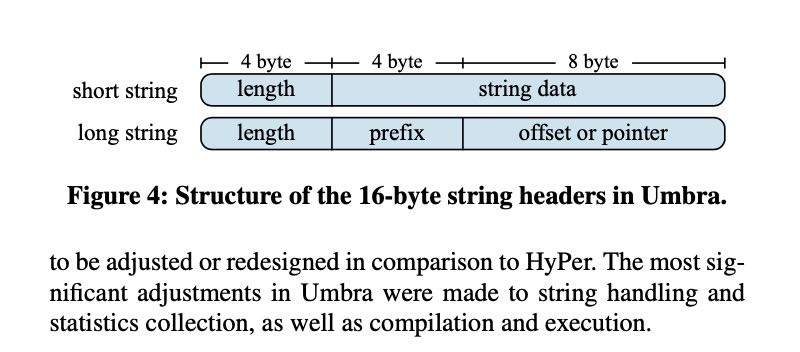 4 byte 4 byte 8 byte
short string length string data
long string length prefix offset or pointer
Figure 4: Structure of the 16-byte string headers in Umbra.
to be adjusted or redesigned in comparison to HyPer. The most sig-
nificant adjustments in Umbra were made to string handling and
statistics collection, as well as compilation and execution.